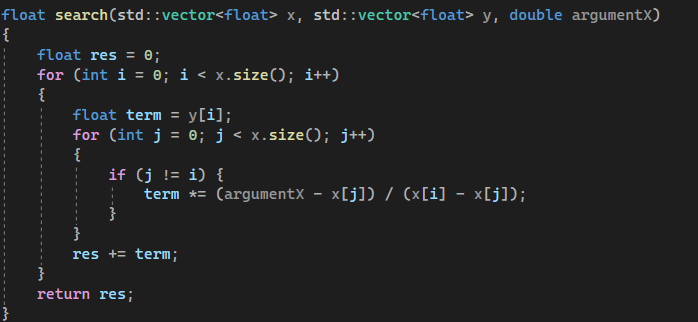 float search(std::vector<float> x, std::vector<float> y, double argumentX)
{
    float res = 0;
    for (int i = 0; i < x.size(); i++)
    {
        float term = y[i];
        for (int j = 0; j < x.size(); j++)
        {
            if (j != i) {
                term *= (argumentX - x[j]) / (x[i] - x[j]);
            }
        }
        res += term;
    }
    return res;
}